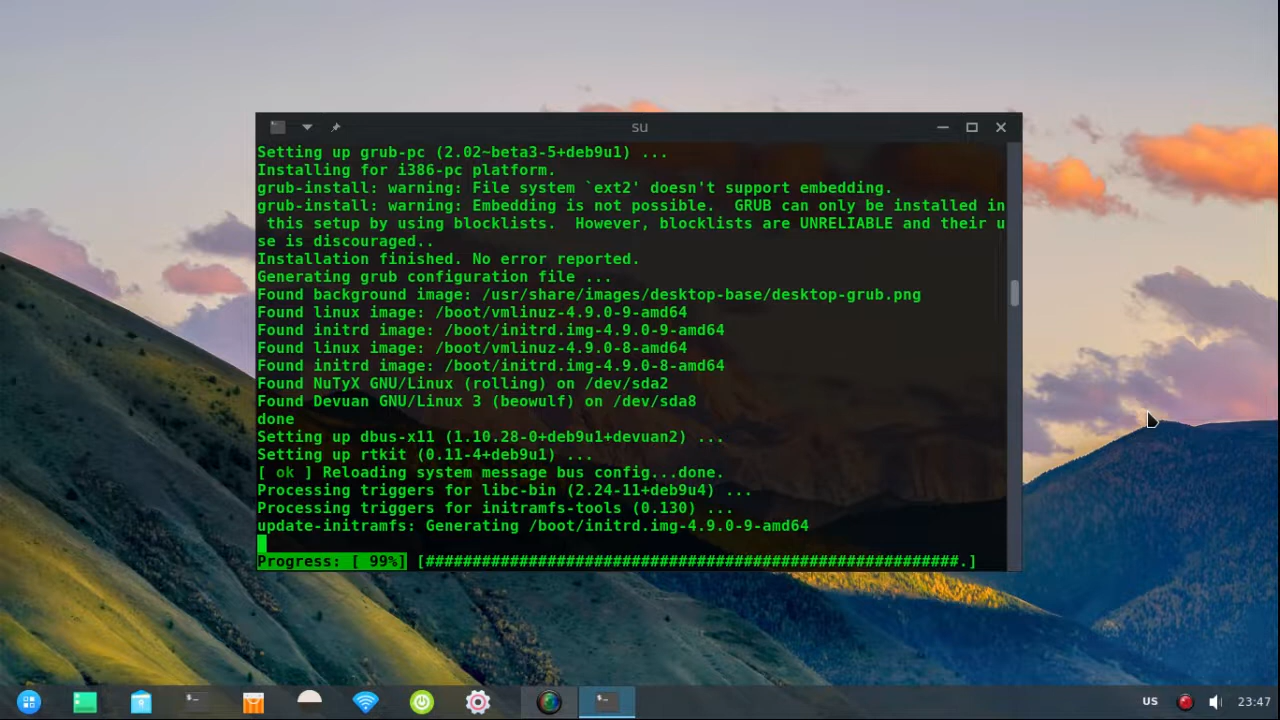 su
Setting up grub-pc (2.02~beta3-5+deb9u1) ...
Installing for i386-pc platform.
grub-install: warning: File system `ext2' doesn't support embedding.
grub-install: warning: Embedding is not possible.  GRUB can only be installed in
 this setup by using blocklists.  However, blocklists are UNRELIABLE and their u
se is discouraged..
Installation finished. No error reported.
Generating grub configuration file ...
Found background image: /usr/share/images/desktop-base/desktop-grub.png
Found linux image: /boot/vmlinuz-4.9.0-9-amd64
Found initrd image: /boot/initrd.img-4.9.0-9-amd64
Found linux image: /boot/vmlinuz-4.9.0-8-amd64
Found initrd image: /boot/initrd.img-4.9.0-8-amd64
Found NuTyX GNU/Linux (rolling) on /dev/sda2
Found Devuan GNU/Linux 3 (beowulf) on /dev/sda8
done
Setting up dbus-x11 (1.10.28-0+deb9u1+devuan2) ...
Setting up rtkit (0.11-4+deb9u1) ...
[ ok ] Reloading system message bus config...done.
Processing triggers for libc-bin (2.24-11+deb9u4) ...
Processing triggers for initramfs-tools (0.130) ...
update-initramfs: Generating /boot/initrd.img-4.9.0-9-amd64
Progress: [ 99%] [##########################################################.]
US 23:47